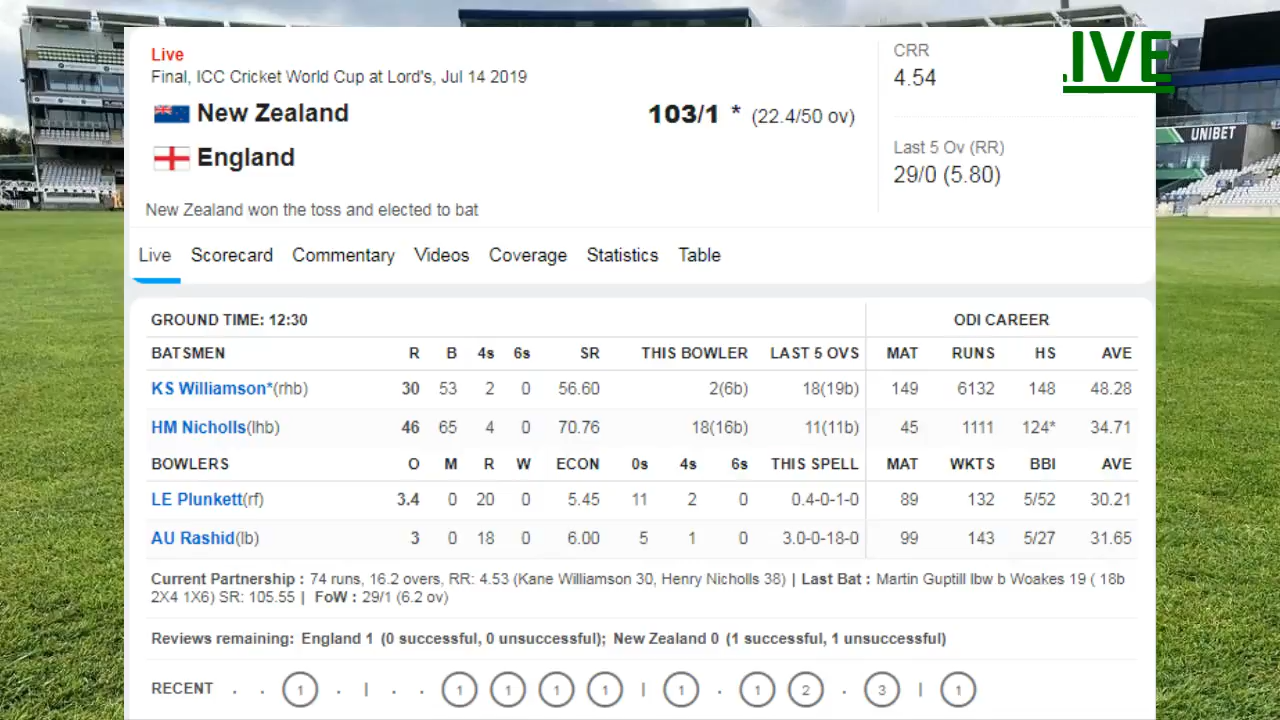 Live
Final, ICC Cricket World Cup at Lord's, Jul 14 2019
New Zealand 103/1 * (22.4/50 ov)
England
New Zealand won the toss and elected to bat
CRR
4.54
Last 5 Ov (RR)
29/0 (5.80)
IVE
UNIBET
Live Scorecard Commentary Videos Coverage Statistics Table
GROUND TIME: 12:30 ODI CAREER
BATSMEN R B 4s 6s SR THIS BOWLER LAST 5 OVS MAT RUNS HS AVE
KS Williamson*(rhb) 30 53 2 0 56.60 2(6b) 18(19b) 149 6132 148 48.28
HM Nicholls(lhb) 46 65 4 0 70.76 18(16b) 11(11b) 45 1111 124* 34.71
BOWLERS O M R W ECON 0s 4s 6s THIS SPELL MAT WKTS BBI AVE
LE Plunkett(rf) 3.4 0 20 0 5.45 11 2 0 0.4-0-1-0 89 132 5/52 30.21
AU Rashid(lb) 3 0 18 0 6.00 5 1 0 3.0-0-18-0 99 143 5/27 31.65
Current Partnership : 74 runs, 16.2 overs, RR: 4.53 (Kane Williamson 30, Henry Nicholls 38) | Last Bat : Martin Guptill lbw b Woakes 19 ( 18b
2X4 1X6) SR: 105.55 | FoW : 29/1 (6.2 ov)
Reviews remaining: England 1 (0 successful, 0 unsuccessful); New Zealand 0 (1 successful, 1 unsuccessful)
RECENT . . 1 . | . . 1 1 1 1 | 1 . 1 2 . 3 | 1